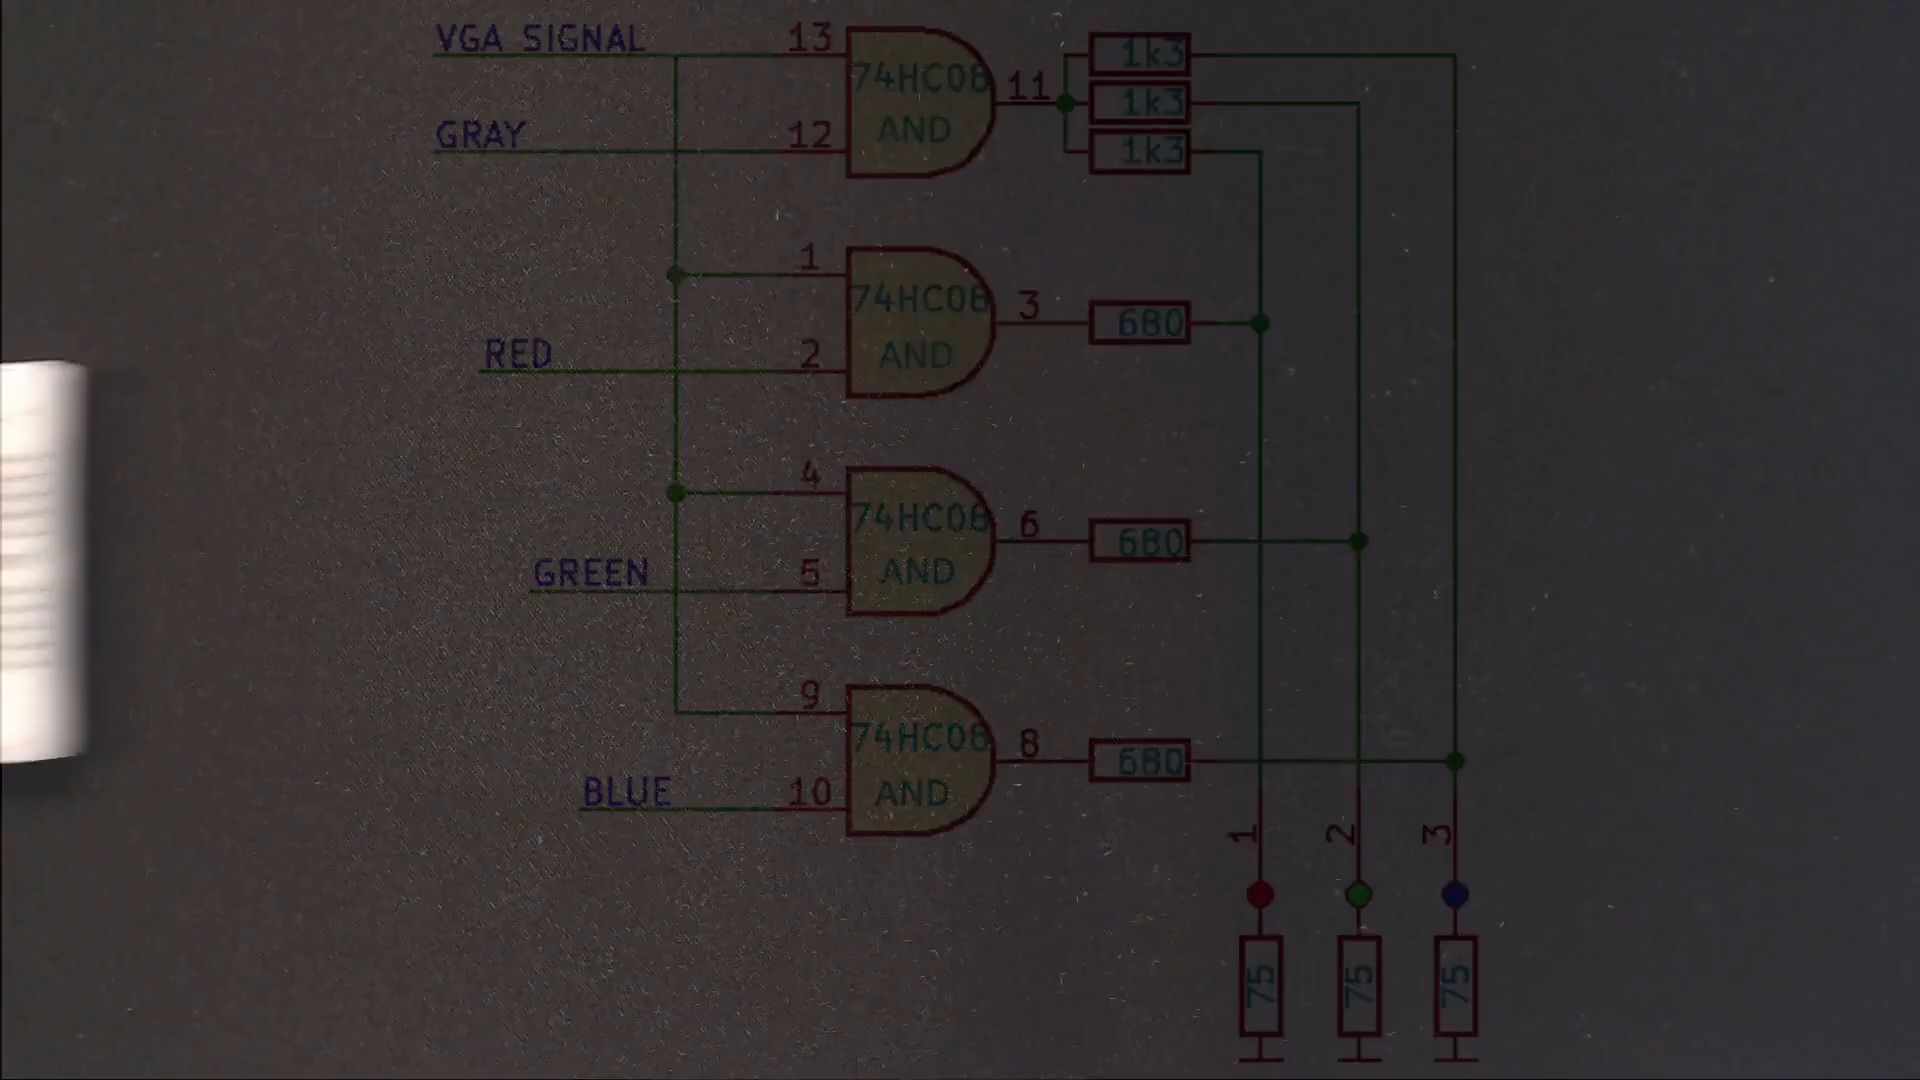 VGA SIGNAL 13 74HC08 AND 11 1k3
1k3
GRAY 12 1k3
1 74HC08 AND 3 680
RED 2
4 74HC08 AND 6 680
GREEN 5
9 74HC08 AND 8 680
BLUE 10
1 2 3
75 75 75